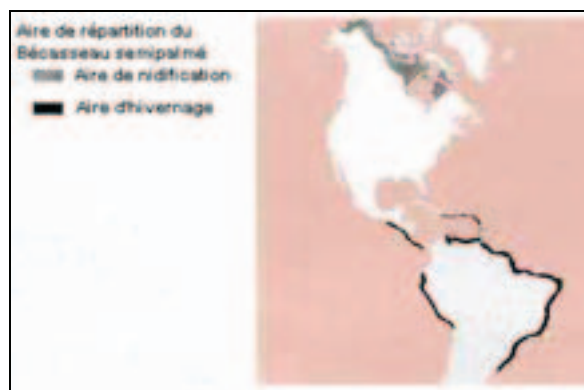 Aire de répartition du
Bécasseau semipalmé
Aire de nidification
Aire d'hivernage